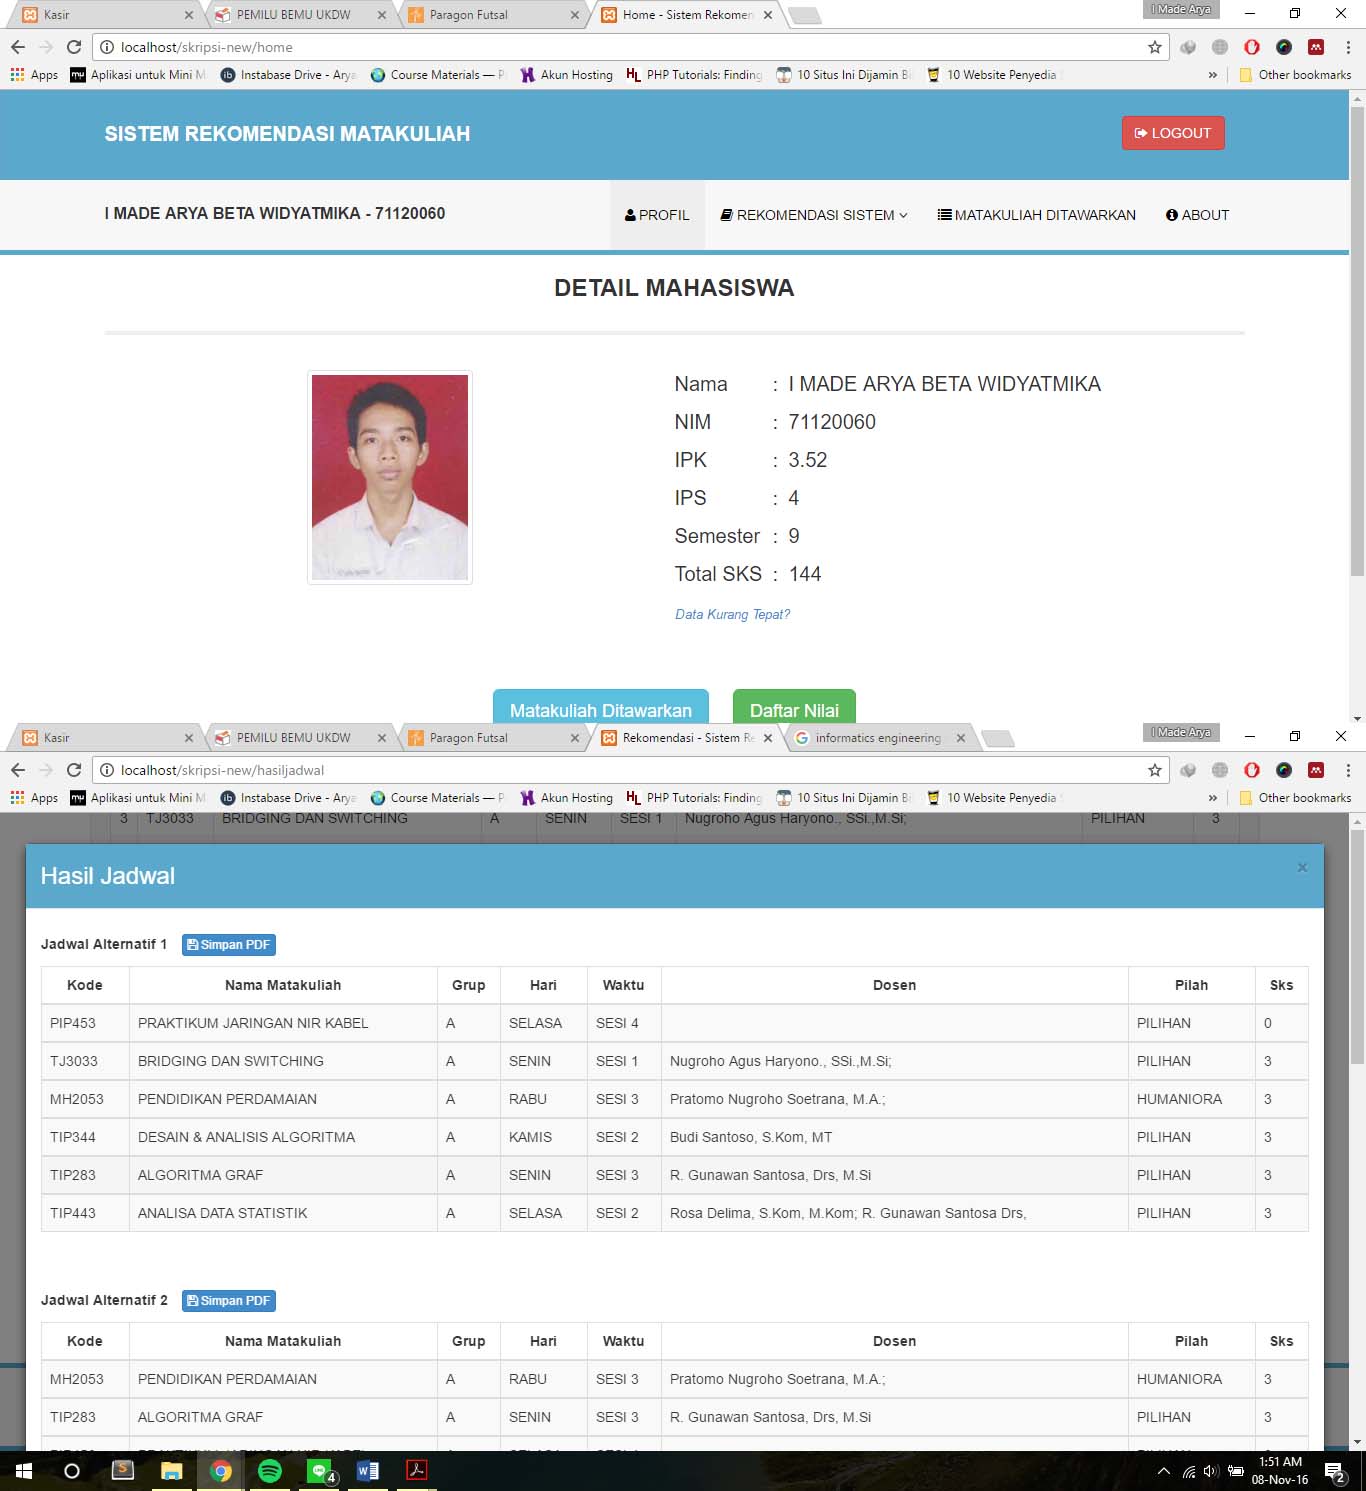 Kasir
PEMILU BEMU UKDW
Paragon Futsal
Home - Sistem Rekomen
I Made Arya
localhost/skripsi-new/home
Apps
Aplikasi untuk Mini M
Instabase Drive - Arya
Course Materials — P
Akun Hosting
PHP Tutorials: Finding
10 Situs Ini Dijamin Bi
10 Website Penyedia
»
Other bookmarks
SISTEM REKOMENDASI MATAKULIAH
LOGOUT
I MADE ARYA BETA WIDYATMIKA - 71120060
PROFIL
REKOMENDASI SISTEM
MATAKULIAH DITAWARKAN
ABOUT
DETAIL MAHASISWA
Nama : I MADE ARYA BETA WIDYATMIKA
NIM : 71120060
IPK : 3.52
IPS : 4
Semester : 9
Total SKS : 144
Data Kurang Tepat?
Matakuliah Ditawarkan
Daftar Nilai
Kasir
PEMILU BEMU UKDW
Paragon Futsal
Rekomendasi - Sistem Re
informatics engineering
I Made Arya
localhost/skripsi-new/hasiljadwal
Apps
Aplikasi untuk Mini M
Instabase Drive - Arya
Course Materials — P
Akun Hosting
PHP Tutorials: Finding
10 Situs Ini Dijamin Bi
10 Website Penyedia
»
Other bookmarks
3 TJ3033 BRIDGING DAN SWITCHING A SENIN SESI 1 Nugroho Agus Haryono., SSi.,M.Si; PILIHAN 3
Hasil Jadwal
×
Jadwal Alternatif 1
Simpan PDF
Kode Nama Matakuliah Grup Hari Waktu Dosen Pilah Sks
PIP453 PRAKTIKUM JARINGAN NIR KABEL A SELASA SESI 4 PILIHAN 0
TJ3033 BRIDGING DAN SWITCHING A SENIN SESI 1 Nugroho Agus Haryono., SSi.,M.Si; PILIHAN 3
MH2053 PENDIDIKAN PERDAMAIAN A RABU SESI 3 Pratomo Nugroho Soetrana, M.A.; HUMANIORA 3
TIP344 DESAIN & ANALISIS ALGORITMA A KAMIS SESI 2 Budi Santoso, S.Kom, MT PILIHAN 3
TIP283 ALGORITMA GRAF A SENIN SESI 3 R. Gunawan Santosa, Drs, M.Si PILIHAN 3
TIP443 ANALISA DATA STATISTIK A SELASA SESI 2 Rosa Delima, S.Kom, M.Kom; R. Gunawan Santosa Drs, PILIHAN 3
Jadwal Alternatif 2
Simpan PDF
Kode Nama Matakuliah Grup Hari Waktu Dosen Pilah Sks
MH2053 PENDIDIKAN PERDAMAIAN A RABU SESI 3 Pratomo Nugroho Soetrana, M.A.; HUMANIORA 3
TIP283 ALGORITMA GRAF A SENIN SESI 3 R. Gunawan Santosa, Drs, M.Si PILIHAN 3
4
1:51 AM
08-Nov-16
2